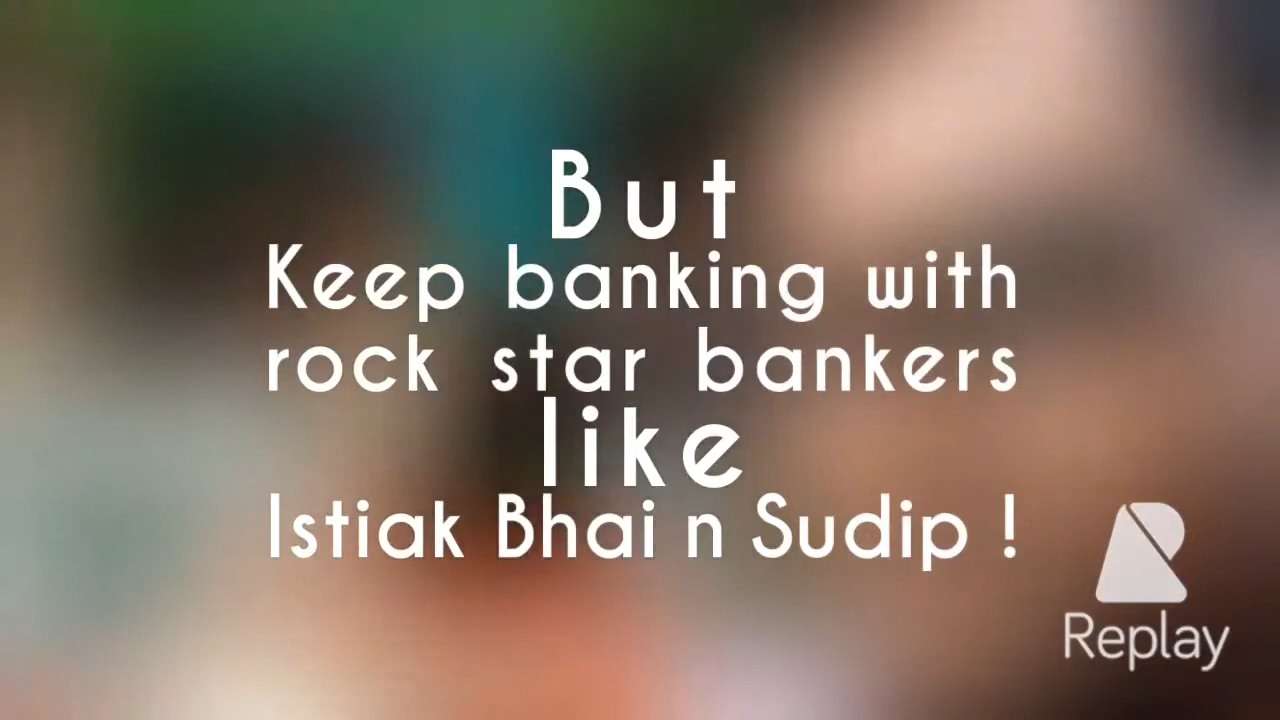 But
Keep banking with
rock star bankers
like
Istiak Bhai n Sudip !
Replay